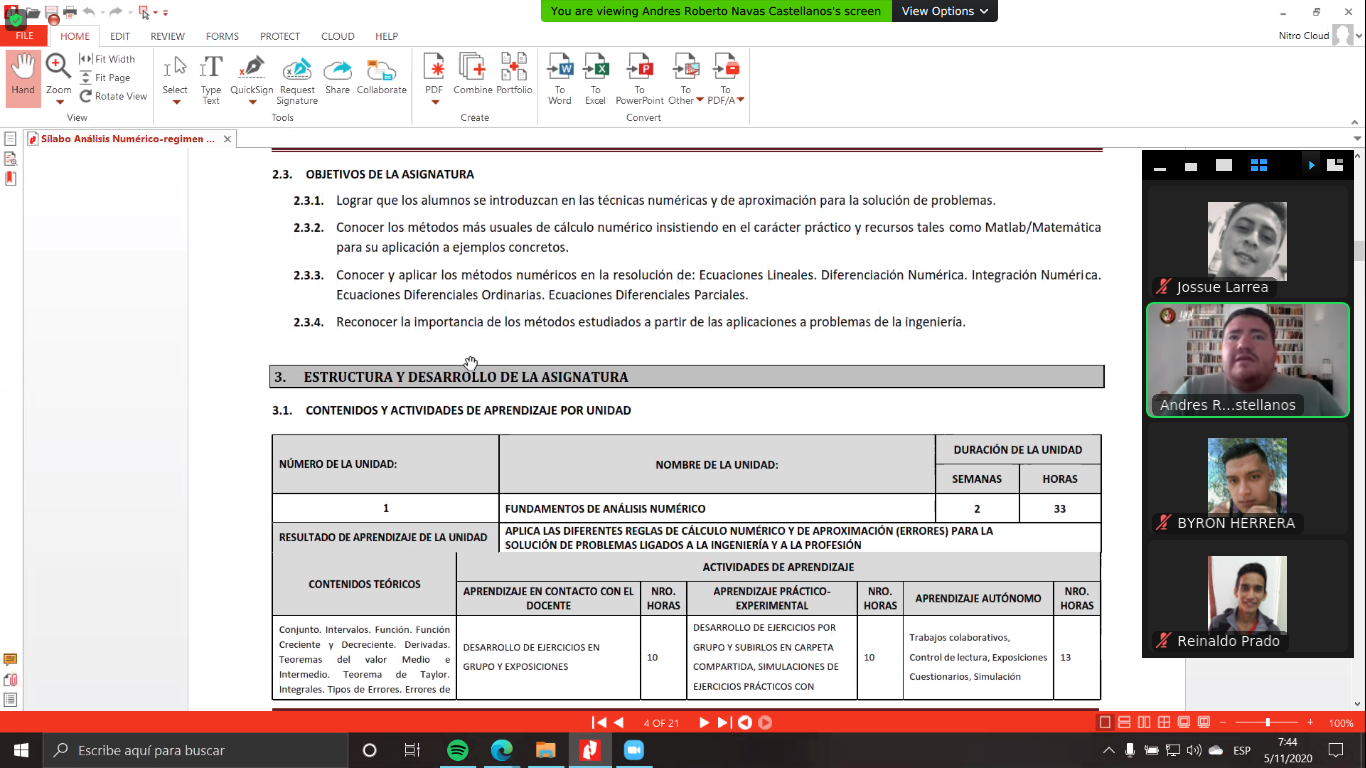 You are viewing Andres Roberto Navas Castellanos's screen
View Options
FILE
HOME
EDIT
REVIEW
FORMS
PROTECT
CLOUD
HELP
Nitro Cloud
Hand
Zoom
Fit Width
Fit Page
Rotate View
Select
Type Text
QuickSign
Request Signature
Share
Collaborate
PDF
Combine
Portfolio
To Word
To Excel
To PowerPoint
To Other
To PDF/A
View
Tools
Create
Convert
Sílabo Análisis Numérico-regimen ...
2.3. OBJETIVOS DE LA ASIGNATURA
2.3.1. Lograr que los alumnos se introduzcan en las técnicas numéricas y de aproximación para la solución de problemas.
2.3.2. Conocer los métodos más usuales de cálculo numérico insistiendo en el carácter práctico y recursos tales como Matlab/Matemática
para su aplicación a ejemplos concretos.
2.3.3. Conocer y aplicar los métodos numéricos en la resolución de: Ecuaciones Lineales. Diferenciación Numérica. Integración Numérica.
Ecuaciones Diferenciales Ordinarias. Ecuaciones Diferenciales Parciales.
2.3.4. Reconocer la importancia de los métodos estudiados a partir de las aplicaciones a problemas de la ingeniería.
3. ESTRUCTURA Y DESARROLLO DE LA ASIGNATURA
3.1. CONTENIDOS Y ACTIVIDADES DE APRENDIZAJE POR UNIDAD
NÚMERO DE LA UNIDAD:
NOMBRE DE LA UNIDAD:
DURACIÓN DE LA UNIDAD
SEMANAS
HORAS
1
FUNDAMENTOS DE ANÁLISIS NUMÉRICO
2
33
RESULTADO DE APRENDIZAJE DE LA UNIDAD
APLICA LAS DIFERENTES REGLAS DE CÁLCULO NUMÉRICO Y DE APROXIMACIÓN (ERRORES) PARA LA
SOLUCIÓN DE PROBLEMAS LIGADOS A LA INGENIERÍA Y A LA PROFESIÓN
CONTENIDOS TEÓRICOS
ACTIVIDADES DE APRENDIZAJE
APRENDIZAJE EN CONTACTO CON EL
DOCENTE
NRO.
HORAS
APRENDIZAJE PRÁCTICO-
EXPERIMENTAL
NRO.
HORAS
APRENDIZAJE AUTÓNOMO
NRO.
HORAS
Conjunto. Intervalos. Función. Función
Creciente y Decreciente. Derivadas.
Teoremas del valor Medio e
Intermedio. Teorema de Taylor.
Integrales. Tipos de Errores. Errores de
DESARROLLO DE EJERCICIOS EN
GRUPO Y EXPOSICIONES
10
DESARROLLO DE EJERCICIOS POR
GRUPO Y SUBIRLOS EN CARPETA
COMPARTIDA, SIMULACIONES DE
EJERCICIOS PRÁCTICOS CON
10
Trabajos colaborativos,
Control de lectura, Exposiciones
Cuestionarios, Simulación
13
Jossue Larrea
Andres R...stellanos
BYRON HERRERA
Reinaldo Prado
4 OF 21
100%
Escribe aquí para buscar
ESP
7:44
5/11/2020